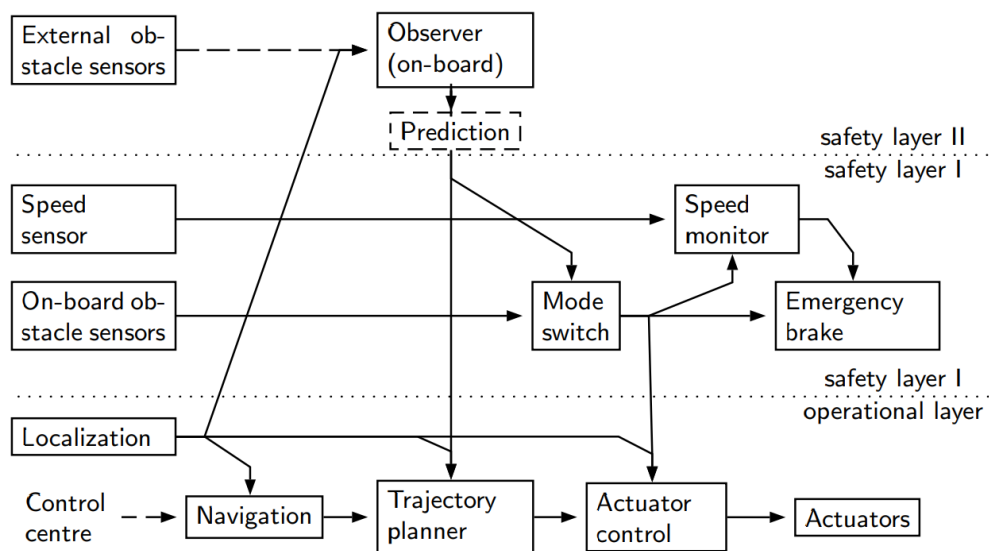 External ob-
stacle sensors
Observer
(on-board)
Prediction
safety layer II
safety layer I
Speed
sensor
Speed
monitor
On-board ob-
stacle sensors
Mode
switch
Emergency
brake
safety layer I
operational layer
Localization
Control
centre
Navigation
Trajectory
planner
Actuator
control
Actuators